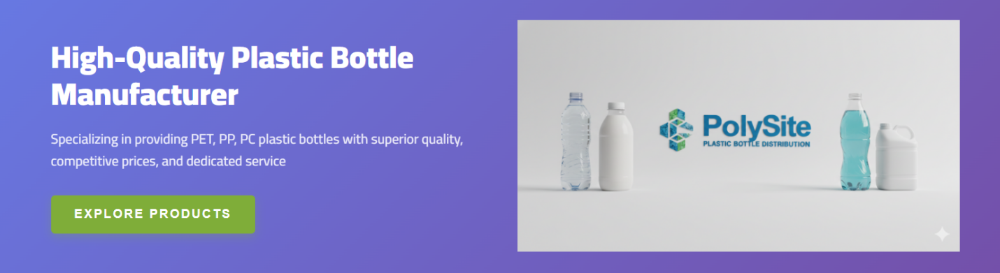 High-Quality Plastic Bottle
Manufacturer
Specializing in providing PET, PP, PC plastic bottles with superior quality,
competitive prices, and dedicated service
EXPLORE PRODUCTS
PolySite
PLASTIC BOTTLE DISTRIBUTION